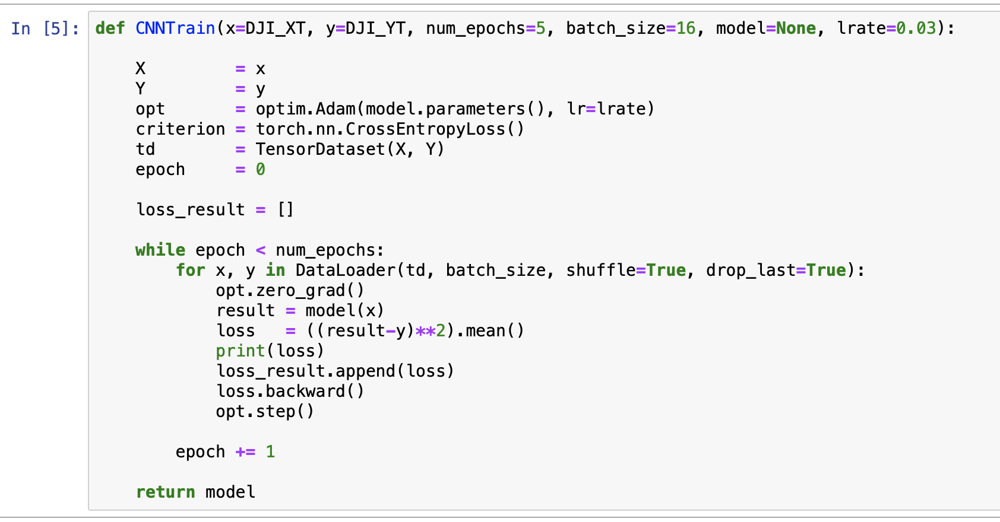 In [5]: def CNNTrain(x=DJI_XT, y=DJI_YT, num_epochs=5, batch_size=16, model=None, lrate=0.03):
X         = x
Y         = y
opt       = optim.Adam(model.parameters(), lr=lrate)
criterion = torch.nn.CrossEntropyLoss()
td        = TensorDataset(X, Y)
epoch     = 0
loss_result = []
while epoch < num_epochs:
for x, y in DataLoader(td, batch_size, shuffle=True, drop_last=True):
opt.zero_grad()
result = model(x)
loss   = ((result-y)**2).mean()
print(loss)
loss_result.append(loss)
loss.backward()
opt.step()
epoch += 1
return model